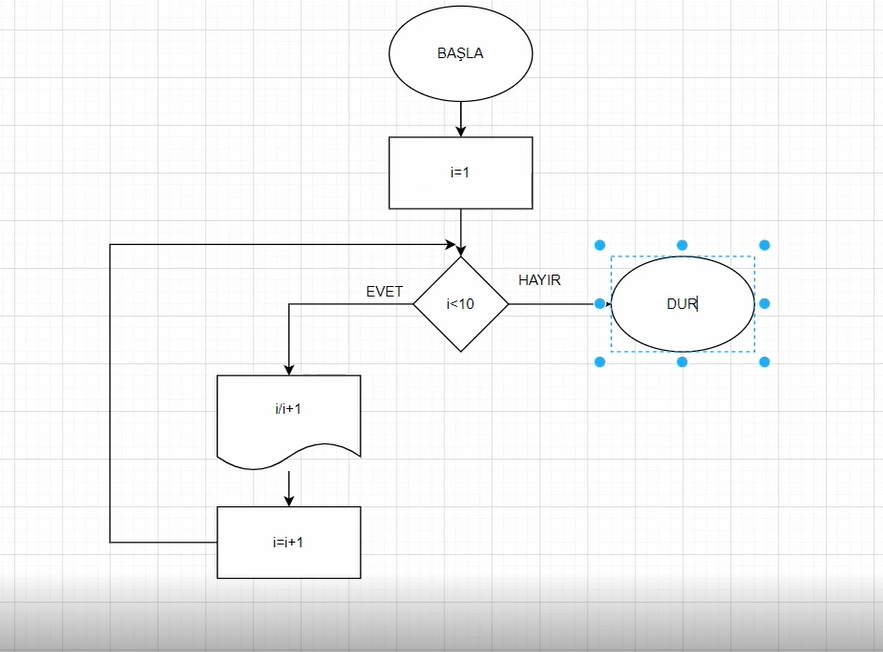 BAŞLA
i=1
EVET
i<10
HAYIR
DUR
i/i+1
i=i+1